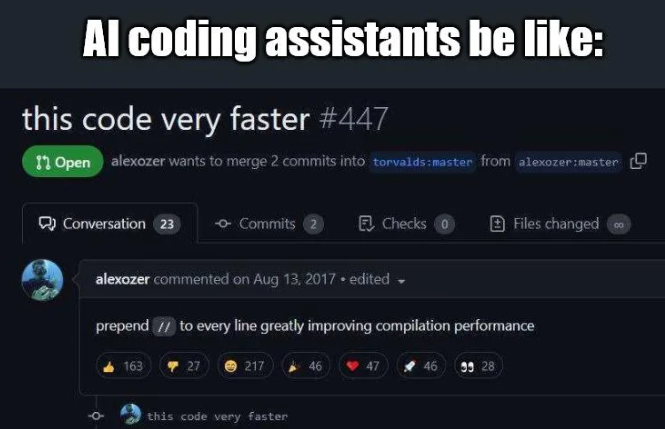 AI coding assistants be like:
this code very faster #447
Open alexozer wants to merge 2 commits into torvalds:master from alexozer:master
Conversation 23 Commits 2 Checks 0 Files changed ∞
alexozer commented on Aug 13, 2017 • edited
prepend // to every line greatly improving compilation performance
163 27 217 46 47 46 28
this code very faster